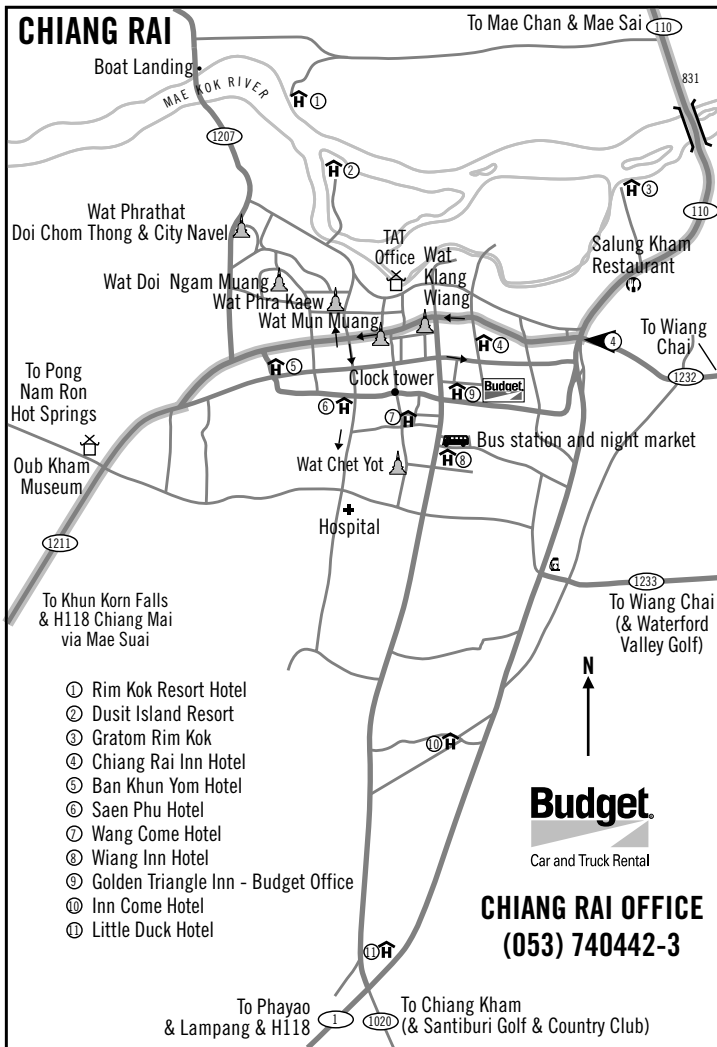 CHIANG RAI
To Mae Chan & Mae Sai
110
Boat Landing
831
MAE KOK RIVER
1
1207
2
3
110
Wat Phrathat
Doi Chom Thong & City Navel
TAT
Office
Wat
Klang
Wiang
Salung Kham
Restaurant
Wat Doi Ngam Muang
Wat Phra Kaew
Wat Mun Muang
4
4
To Wiang
Chai
1232
5
To Pong
Nam Ron
Hot Springs
Clock tower
9
Budget
6
7
Oub Kham
Museum
Bus station and night market
Wat Chet Yot
8
Hospital
1211
1233
To Khun Korn Falls
& H118 Chiang Mai
via Mae Suai
To Wiang Chai
(& Waterford
Valley Golf)
N
① Rim Kok Resort Hotel
② Dusit Island Resort
③ Gratom Rim Kok
④ Chiang Rai Inn Hotel
⑤ Ban Khun Yom Hotel
⑥ Saen Phu Hotel
⑦ Wang Come Hotel
⑧ Wiang Inn Hotel
⑨ Golden Triangle Inn - Budget Office
⑩ Inn Come Hotel
⑪ Little Duck Hotel
10
Budget
Car and Truck Rental
CHIANG RAI OFFICE
(053) 740442-3
11
To Phayao
& Lampang & H118
1
1020
To Chiang Kham
(& Santiburi Golf & Country Club)